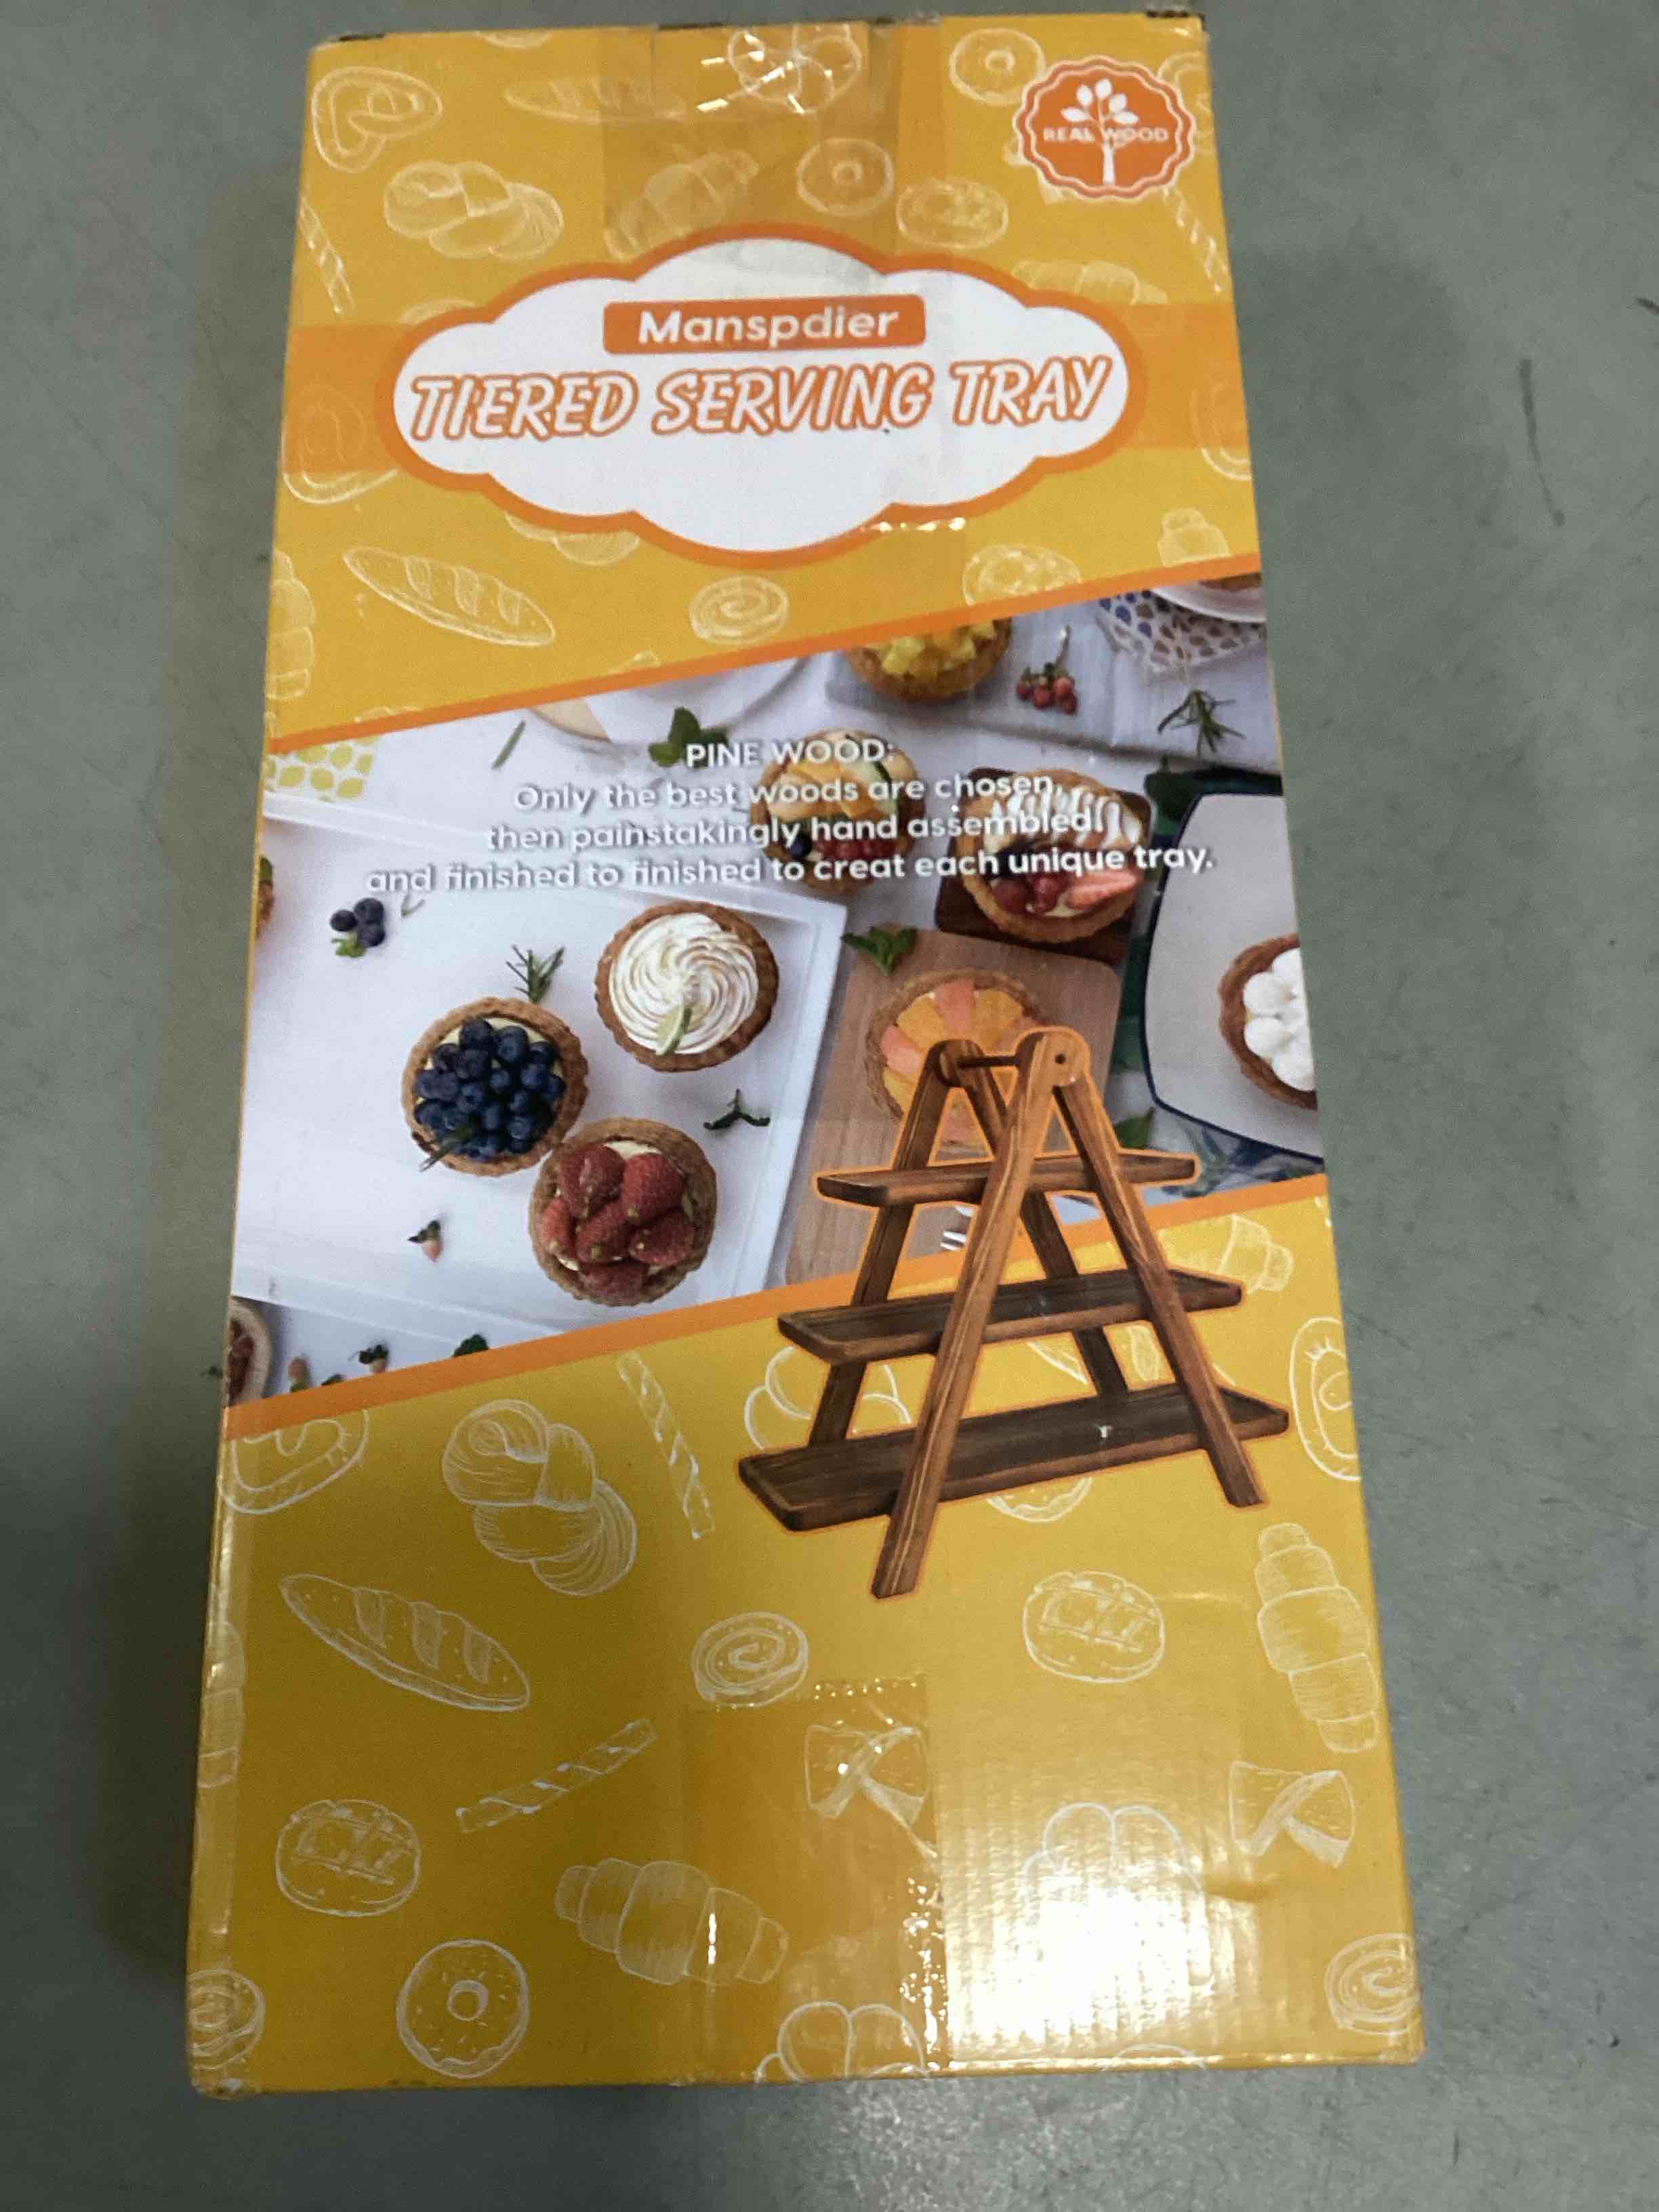 REAL WOOD
Manspdier
TIERED SERVING TRAY
PINE WOOD:
Only the best woods are chosen,
then painstakingly hand assembled
and finished to finished to creat each unique tray.